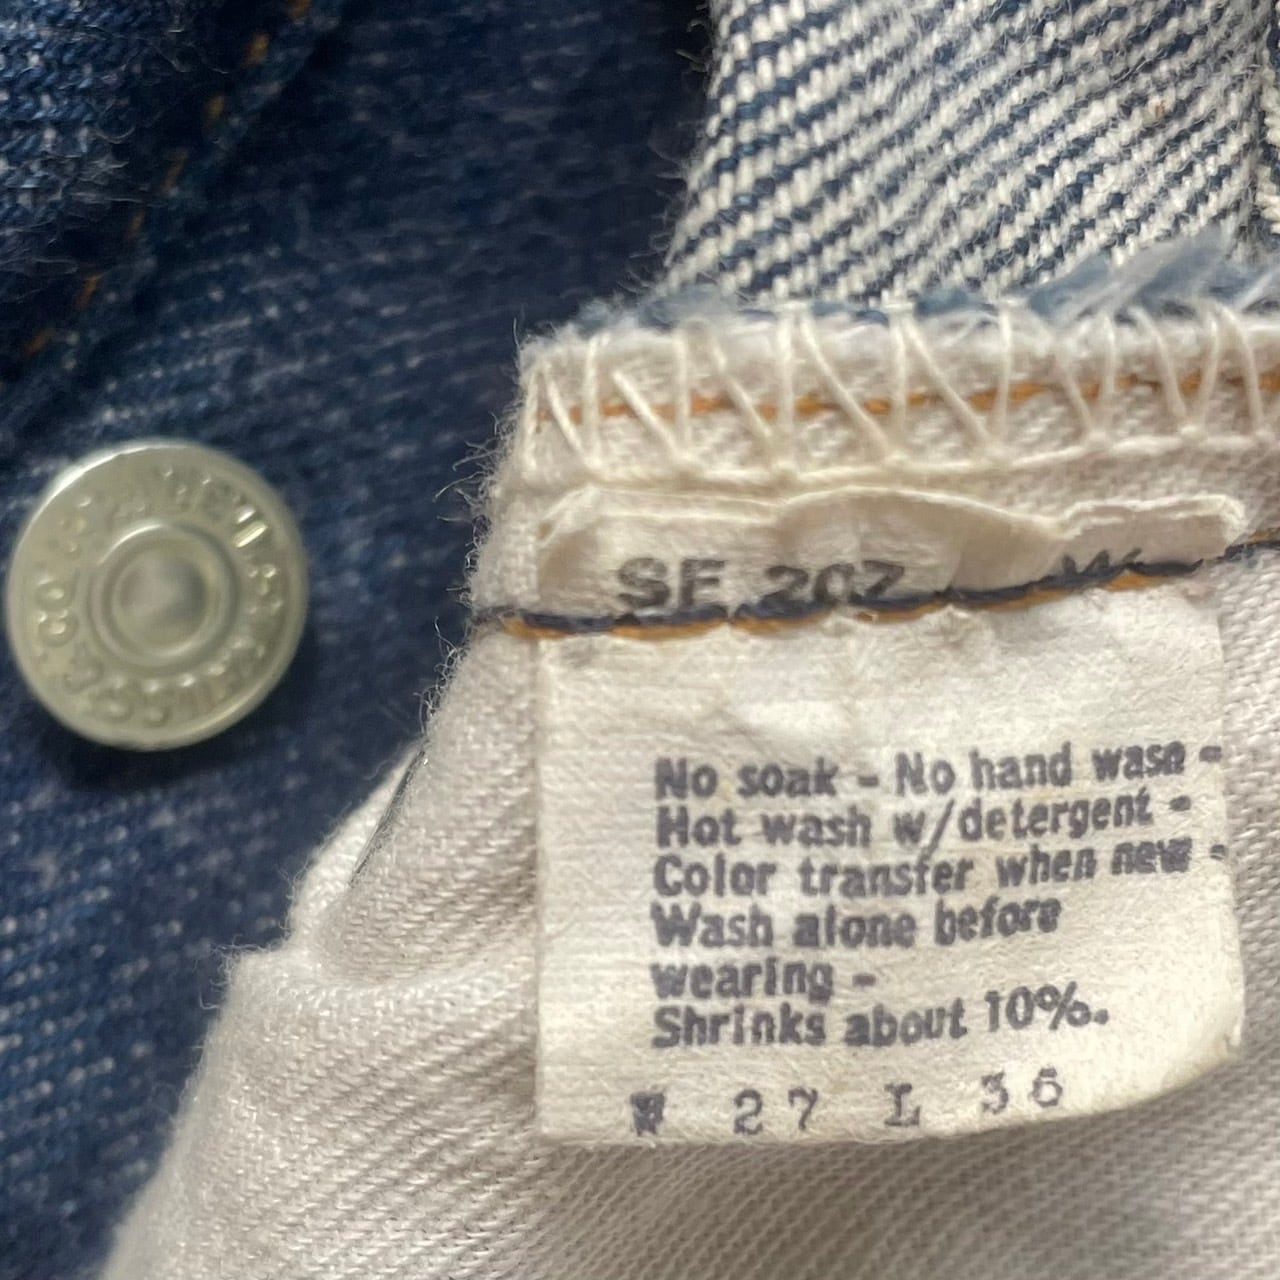 SF 207
No soak - No hand wash -
Hot wash w/detergent -
Color transfer when new -
Wash alone before
wearing -
Shrinks about 10%.
W 27 L 36